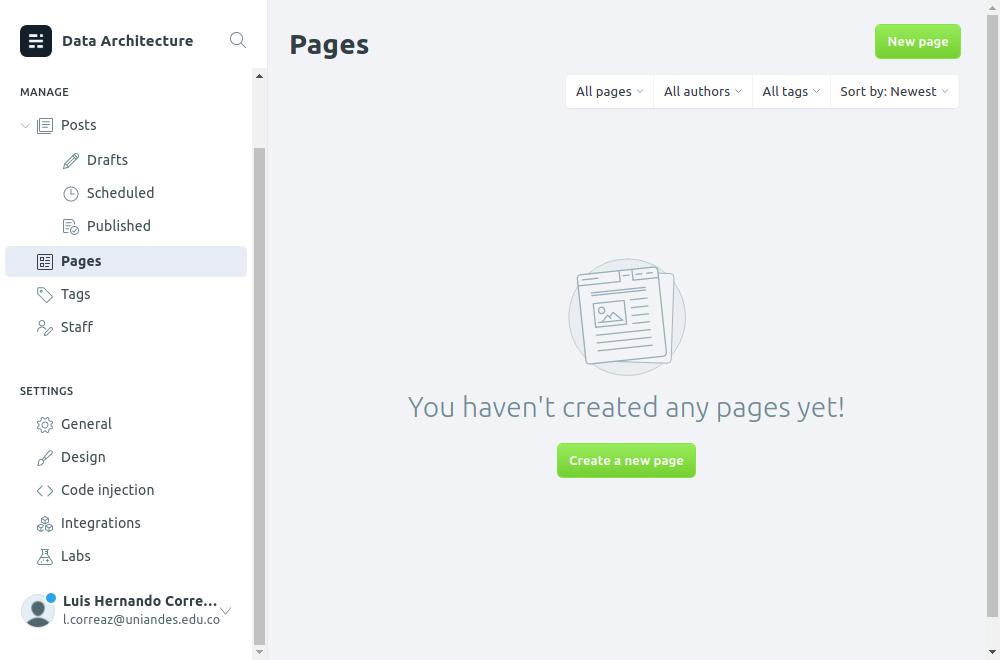 Data Architecture
MANAGE
Posts
Drafts
Scheduled
Published
Pages
Tags
Staff
SETTINGS
General
Design
Code injection
Integrations
Labs
Luis Hernando Corre...
l.correaz@uniandes.edu.co
Pages
New page
All pages
All authors
All tags
Sort by: Newest
You haven't created any pages yet!
Create a new page